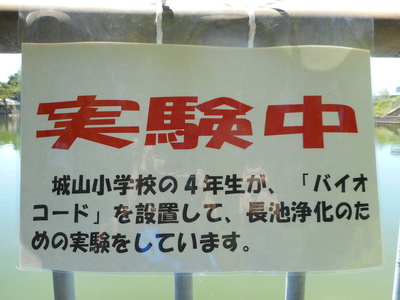 実験中
城山小学校の4年生が、「バイオ
コード」を設置して、長池浄化のた
めの実験をしています。